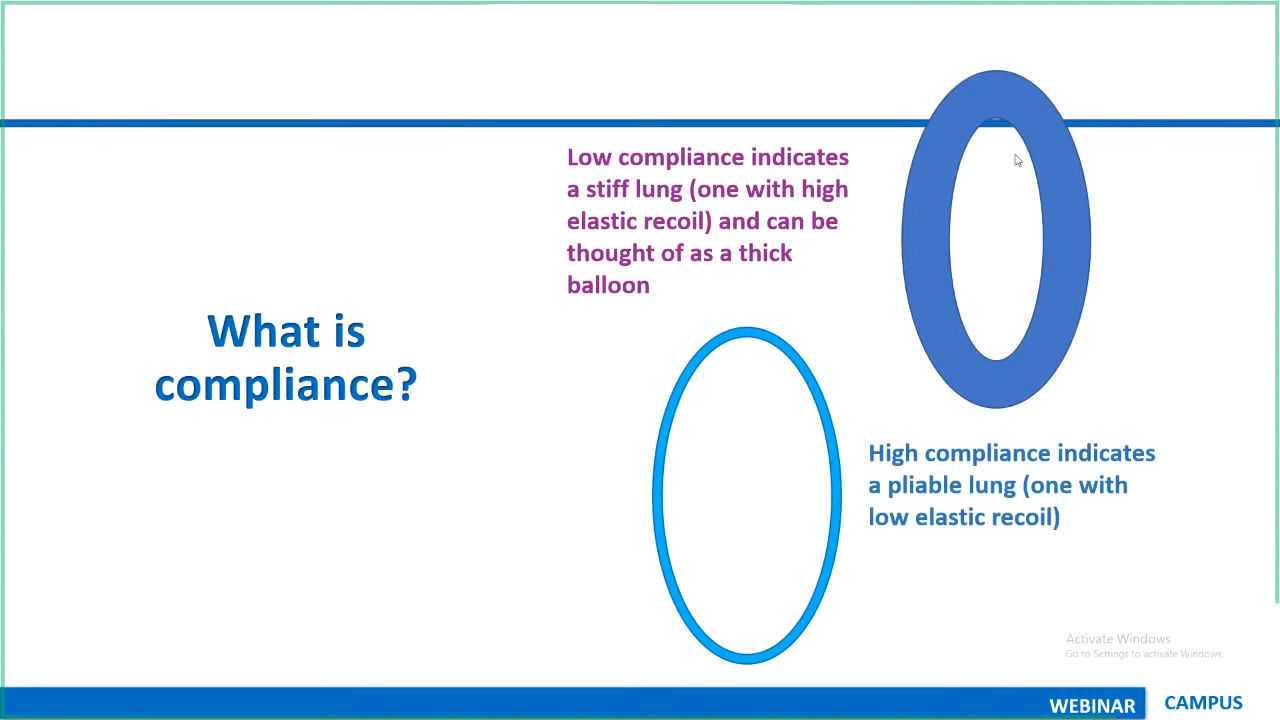 What is
compliance?
Low compliance indicates
a stiff lung (one with high
elastic recoil) and can be
thought of as a thick
balloon
High compliance indicates
a pliable lung (one with
low elastic recoil)
Activate Windows
Go to Settings to activate Windows.
WEBINAR CAMPUS